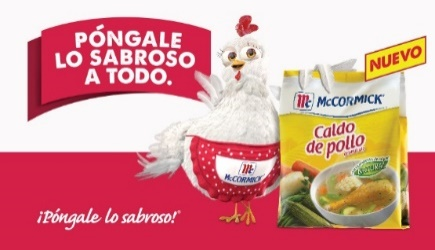 PÓNGALE
LO SABROSO
A TODO.
NUEVO
McCORMICK
Caldo
de pollo
McCORMICK
¡Póngale lo sabroso!